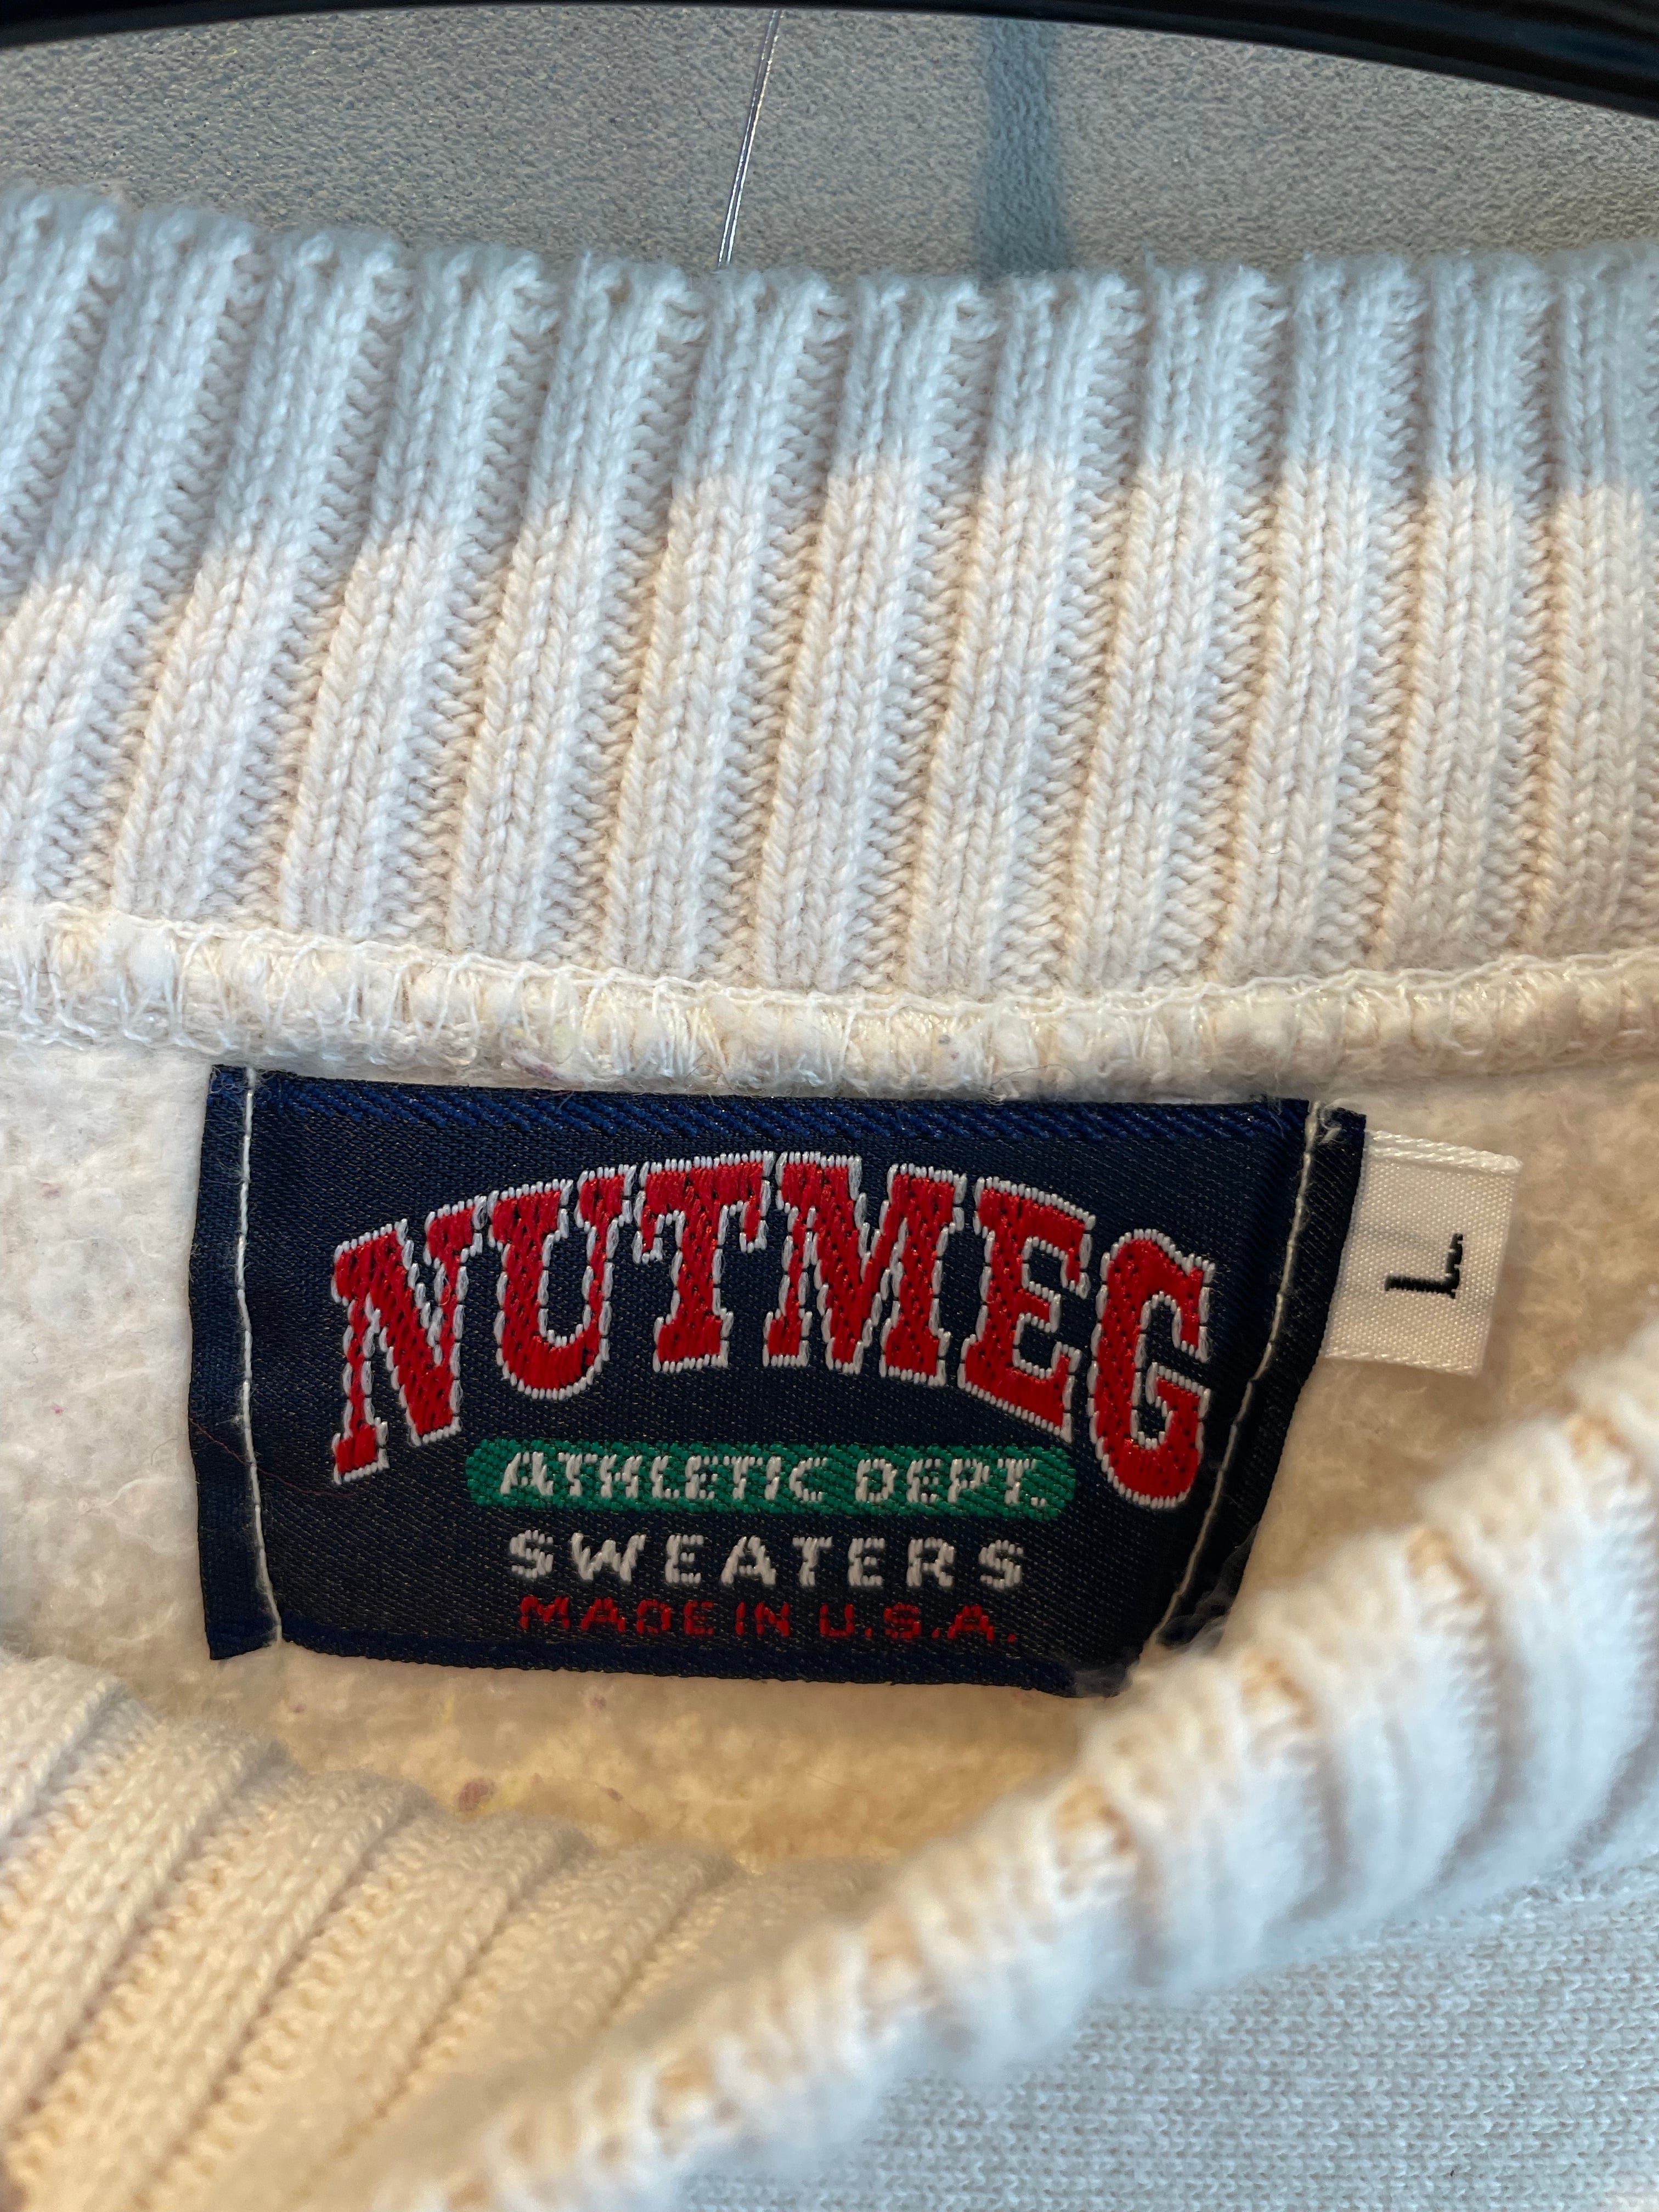 NUTMEG
ATHLETIC DEPT.
SWEATERS
MADE IN U.S.A.
L